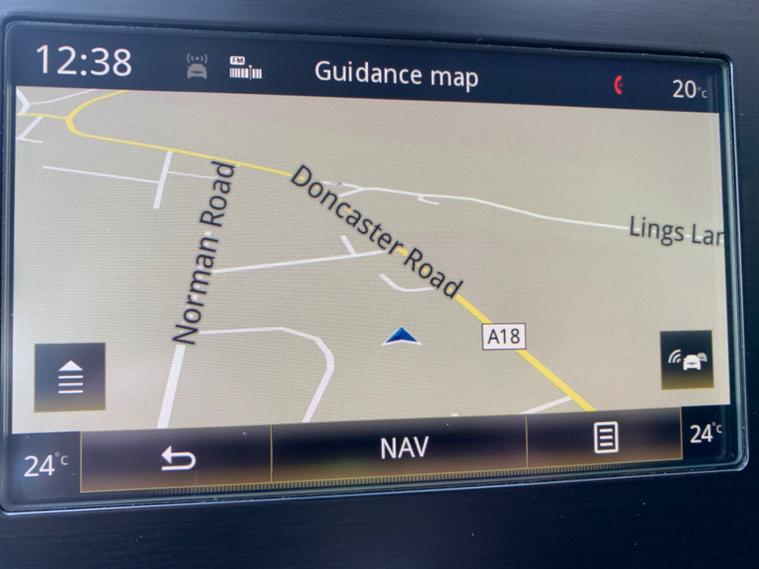 12:38
FM
Guidance map
20°c
Norman Road
Doncaster Road
Lings Lan
A18
24°c
NAV
24°c